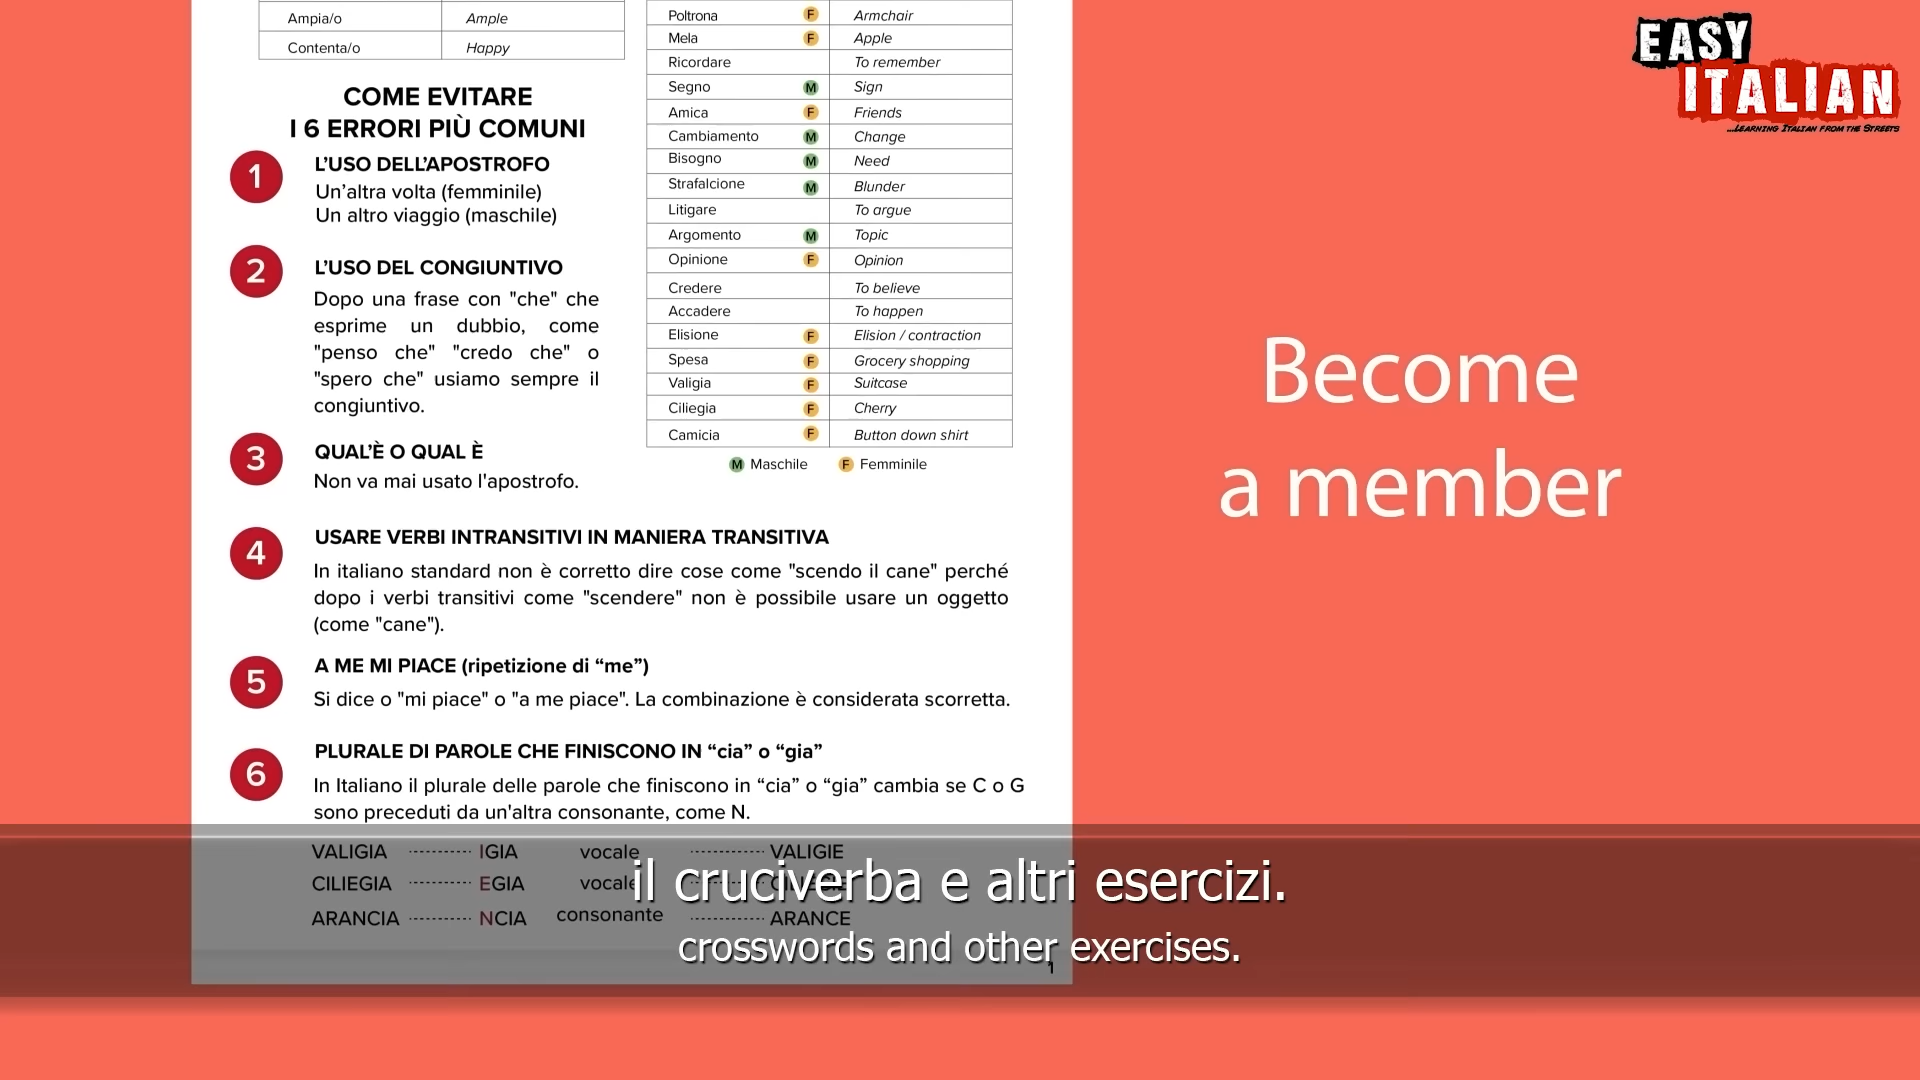 Ampia/o Ample
Contenta/o Happy
COME EVITARE
I 6 ERRORI PIÙ COMUNI
1 L'USO DELL'APOSTROFO
Un'altra volta (femminile)
Un altro viaggio (maschile)
2 L'USO DEL CONGIUNTIVO
Dopo una frase con "che" che
esprime un dubbio, come
"penso che" "credo che" o
"spero che" usiamo sempre il
congiuntivo.
3 QUAL'È O QUAL È
Non va mai usato l'apostrofo.
Poltrona F Armchair
Mela F Apple
Ricordare To remember
Segno M Sign
Amica F Friends
Cambiamento M Change
Bisogno M Need
Strafalcione M Blunder
Litigare To argue
Argomento M Topic
Opinione F Opinion
Credere To believe
Accadere To happen
Elisione F Elision / contraction
Spesa F Grocery shopping
Valigia F Suitcase
Ciliegia F Cherry
Camicia F Button down shirt
M Maschile F Femminile
4 USARE VERBI INTRANSITIVI IN MANIERA TRANSITIVA
In italiano standard non è corretto dire cose come "scendo il cane" perché
dopo i verbi transitivi come "scendere" non è possibile usare un oggetto
(come "cane").
5 A ME MI PIACE (ripetizione di “me”)
Si dice o "mi piace" o "a me piace". La combinazione è considerata scorretta.
6 PLURALE DI PAROLE CHE FINISCONO IN “cia” o “gia”
In Italiano il plurale delle parole che finiscono in “cia” o “gia” cambia se C o G
sono preceduti da un'altra consonante, come N.
VALIGIA IGIA vocale VALIGIE
CILIEGIA EGIA vocale
ARANCIA NCIA consonante ARANCE
1
EASY
ITALIAN
...LEARNING ITALIAN FROM THE STREETS
Become
a member
il cruciverba e altri esercizi.
crosswords and other exercises.